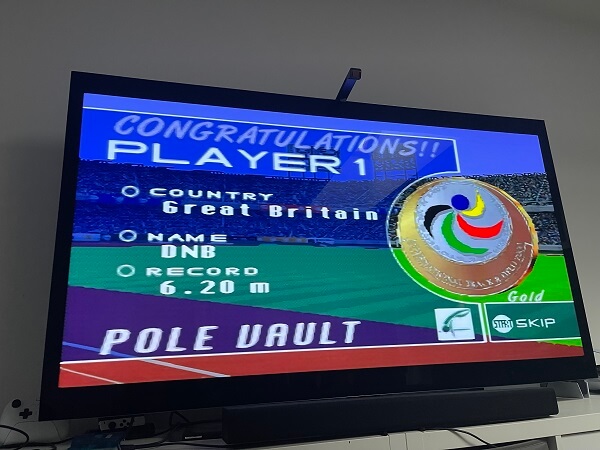 CONGRATULATIONS!!
PLAYER 1
COUNTRY
Great Britain
NAME
DNB
RECORD
6.20 m
Gold
POLE VAULT
START SKIP